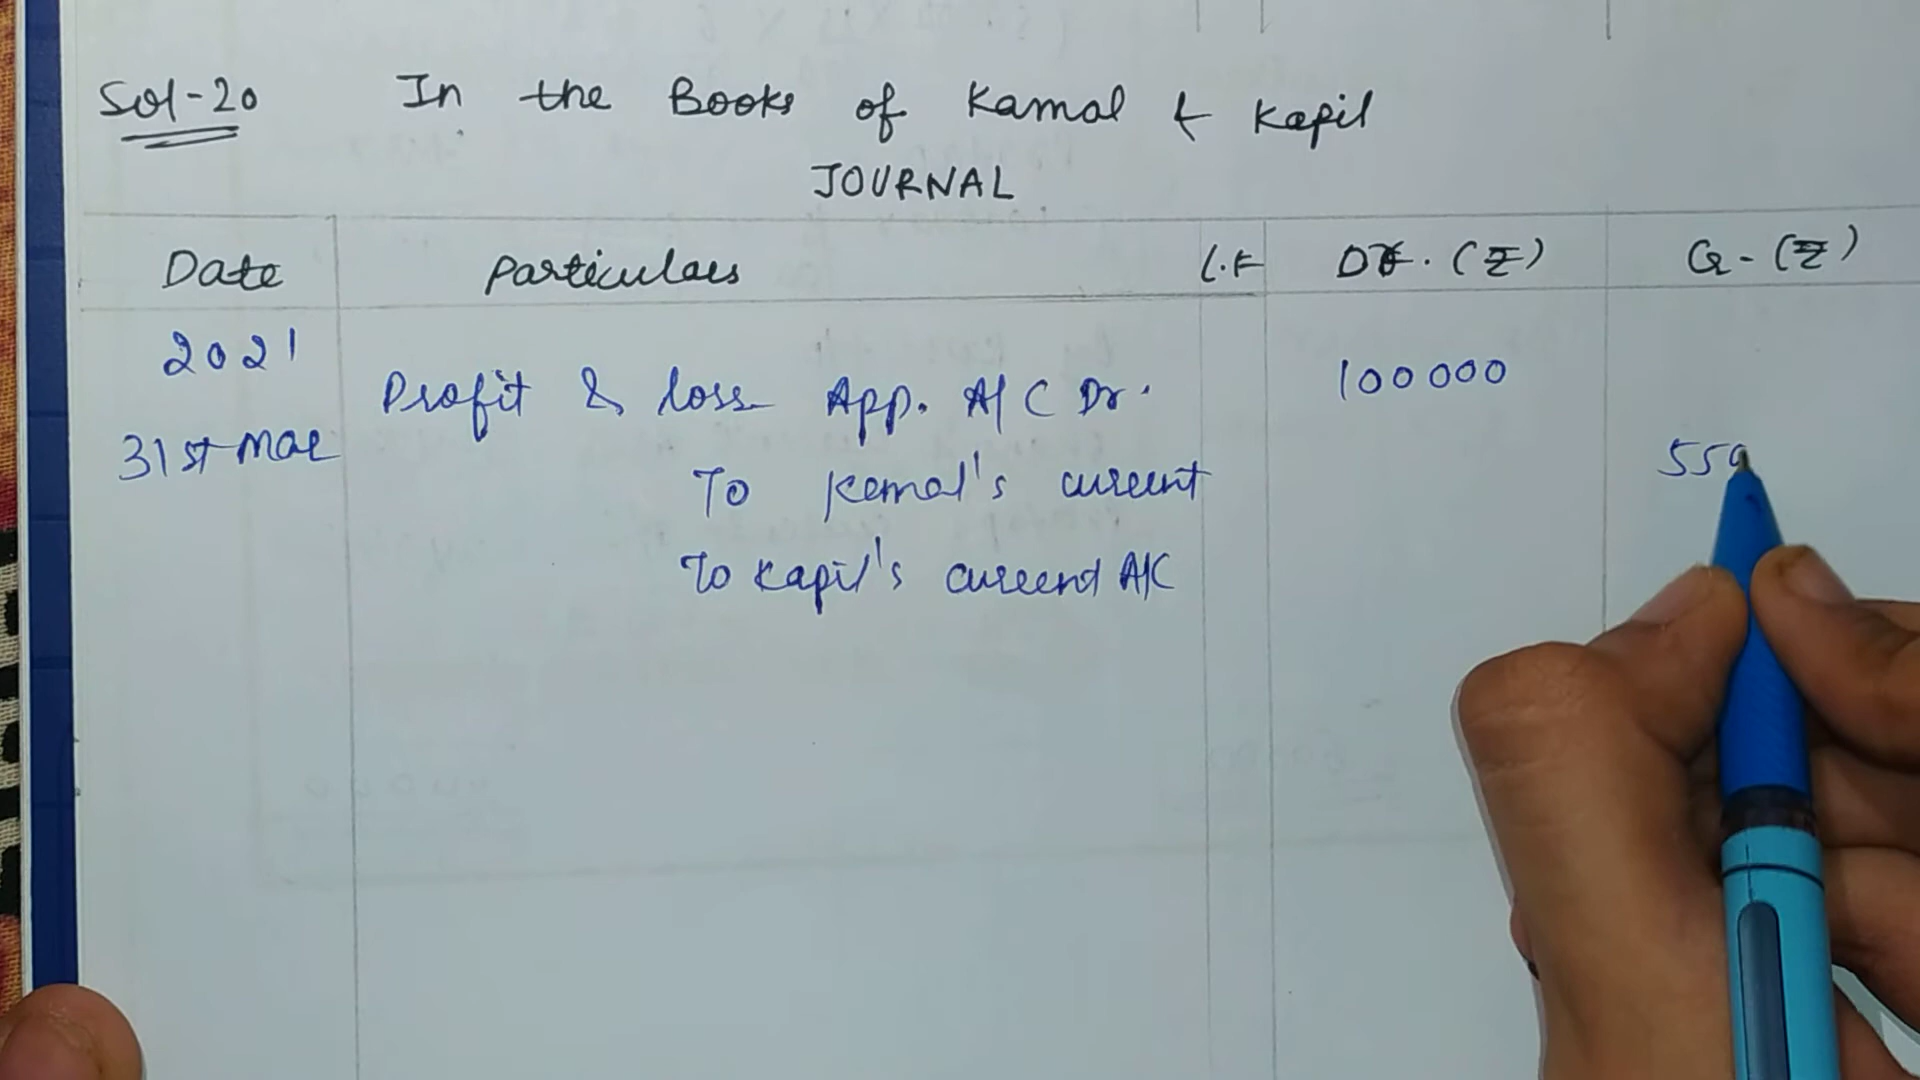 Sol-20 In the Books of Kamal & Kapil
JOURNAL
Date Particulars L.F Dr. (₹) Cr. (₹)
2021 Profit & loss App. A/C Dr. 100000
31st Mar To Kamal's current 550
To Kapil's current A/C